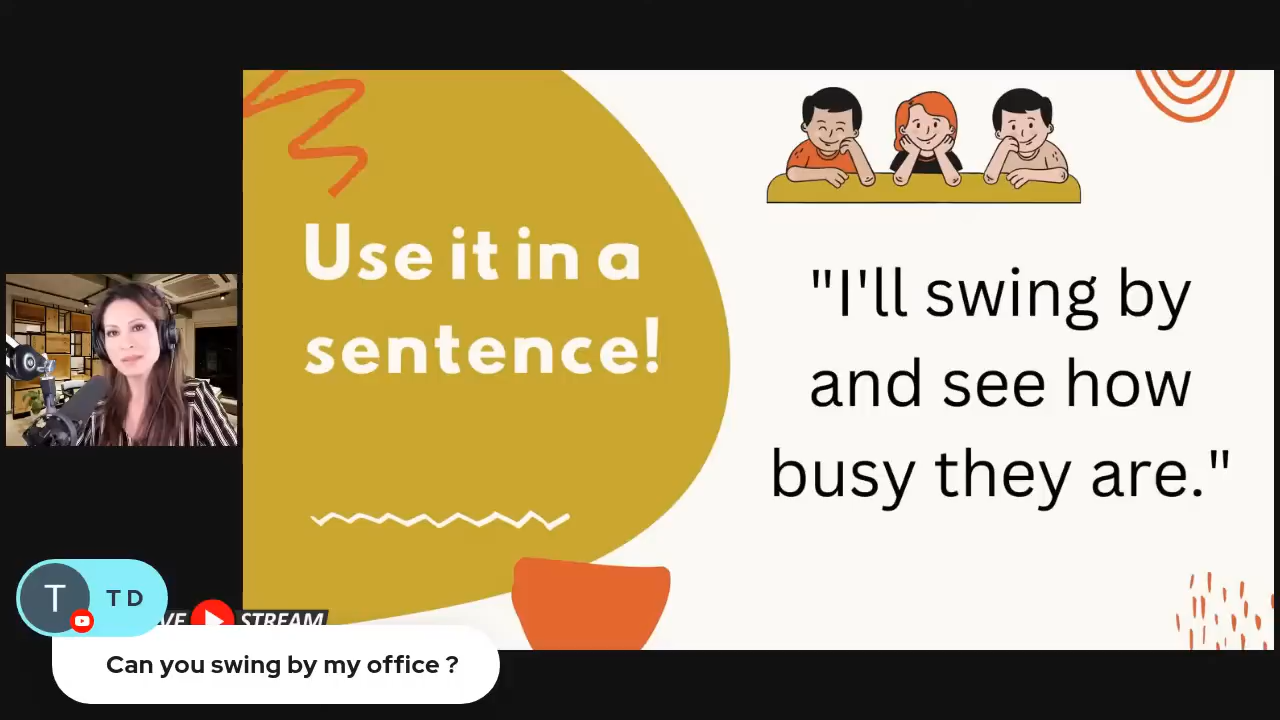 Use it in a
sentence!
"I'll swing by
and see how
busy they are."
T
T D
VE STREAM
Can you swing by my office ?